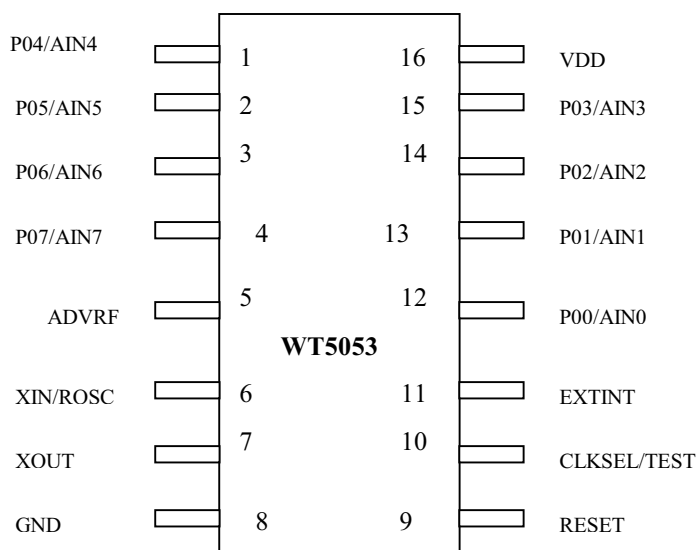 P04/AIN4 1 16 VDD
P05/AIN5 2 15 P03/AIN3
P06/AIN6 3 14 P02/AIN2
P07/AIN7 4 13 P01/AIN1
ADVRF 5 12 P00/AIN0
WT5053
XIN/ROSC 6 11 EXTINT
XOUT 7 10 CLKSEL/TEST
GND 8 9 RESET